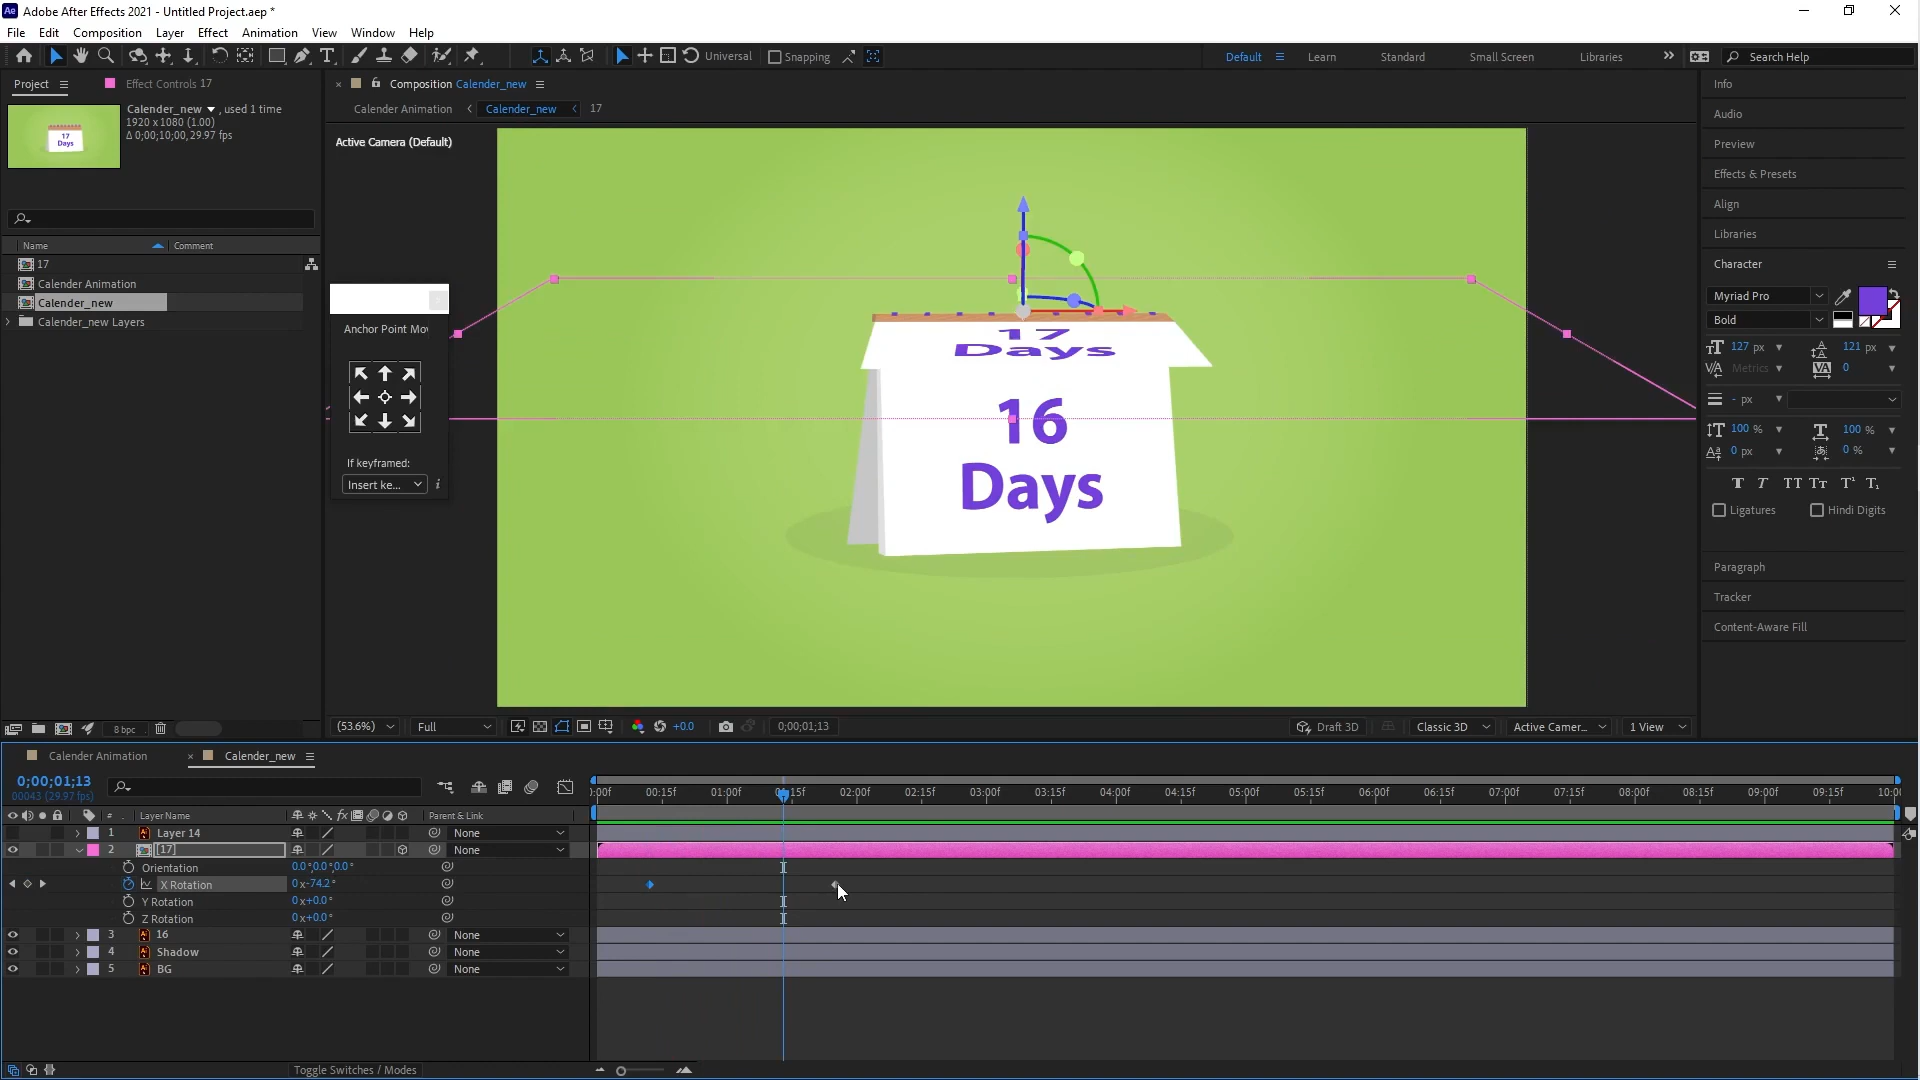 Adobe After Effects 2021 - Untitled Project.aep *
File Edit Composition Layer Effect Animation View Window Help
Universal Snapping Default Learn Standard Small Screen Libraries Search Help
Project Effect Controls 17
Composition Calender_new
Info
Calender_new , used 1 time
1920 x 1080 (1.00)
Δ 0;00;10;00, 29.97 fps
Calender Animation Calender_new 17
Active Camera (Default)
Audio
Preview
Effects & Presets
Align
Libraries
Character
Name Comment
17
Calender Animation
Calender_new
Calender_new Layers
Anchor Point Mov
If keyframed:
Insert ke...
17
Days
16
Days
Myriad Pro
Bold
127 px 121 px
Metrics 0
- px
100 % 100 %
0 px 0 %
Ligatures Hindi Digits
Paragraph
Tracker
Content-Aware Fill
8 bpc
(53.6%) Full +0.0 0;00;01;13 Draft 3D Classic 3D Active Camer... 1 View
Calender Animation Calender_new
0;00;01;13
00043 (29.97 fps)
:00f 00:15f 01:00f 02:00f 02:15f 03:00f 03:15f 04:00f 04:15f 05:00f 05:15f 06:00f 06:15f 07:00f 07:15f 08:00f 08:15f 09:00f 09:15f 10:00
# Layer Name Parent & Link
1 Layer 14 None
2 [17] None
Orientation 0.0°,0.0°,0.0°
X Rotation 0x-74.2°
Y Rotation 0x+0.0°
Z Rotation 0x+0.0°
3 16 None
4 Shadow None
5 BG None
Toggle Switches / Modes